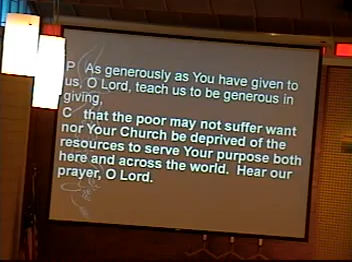 P As generously as You have given to
us, O Lord, teach us to be generous in
giving,
C that the poor may not suffer want
nor Your Church be deprived of the
resources to serve Your purpose both
here and across the world. Hear our
prayer, O Lord.